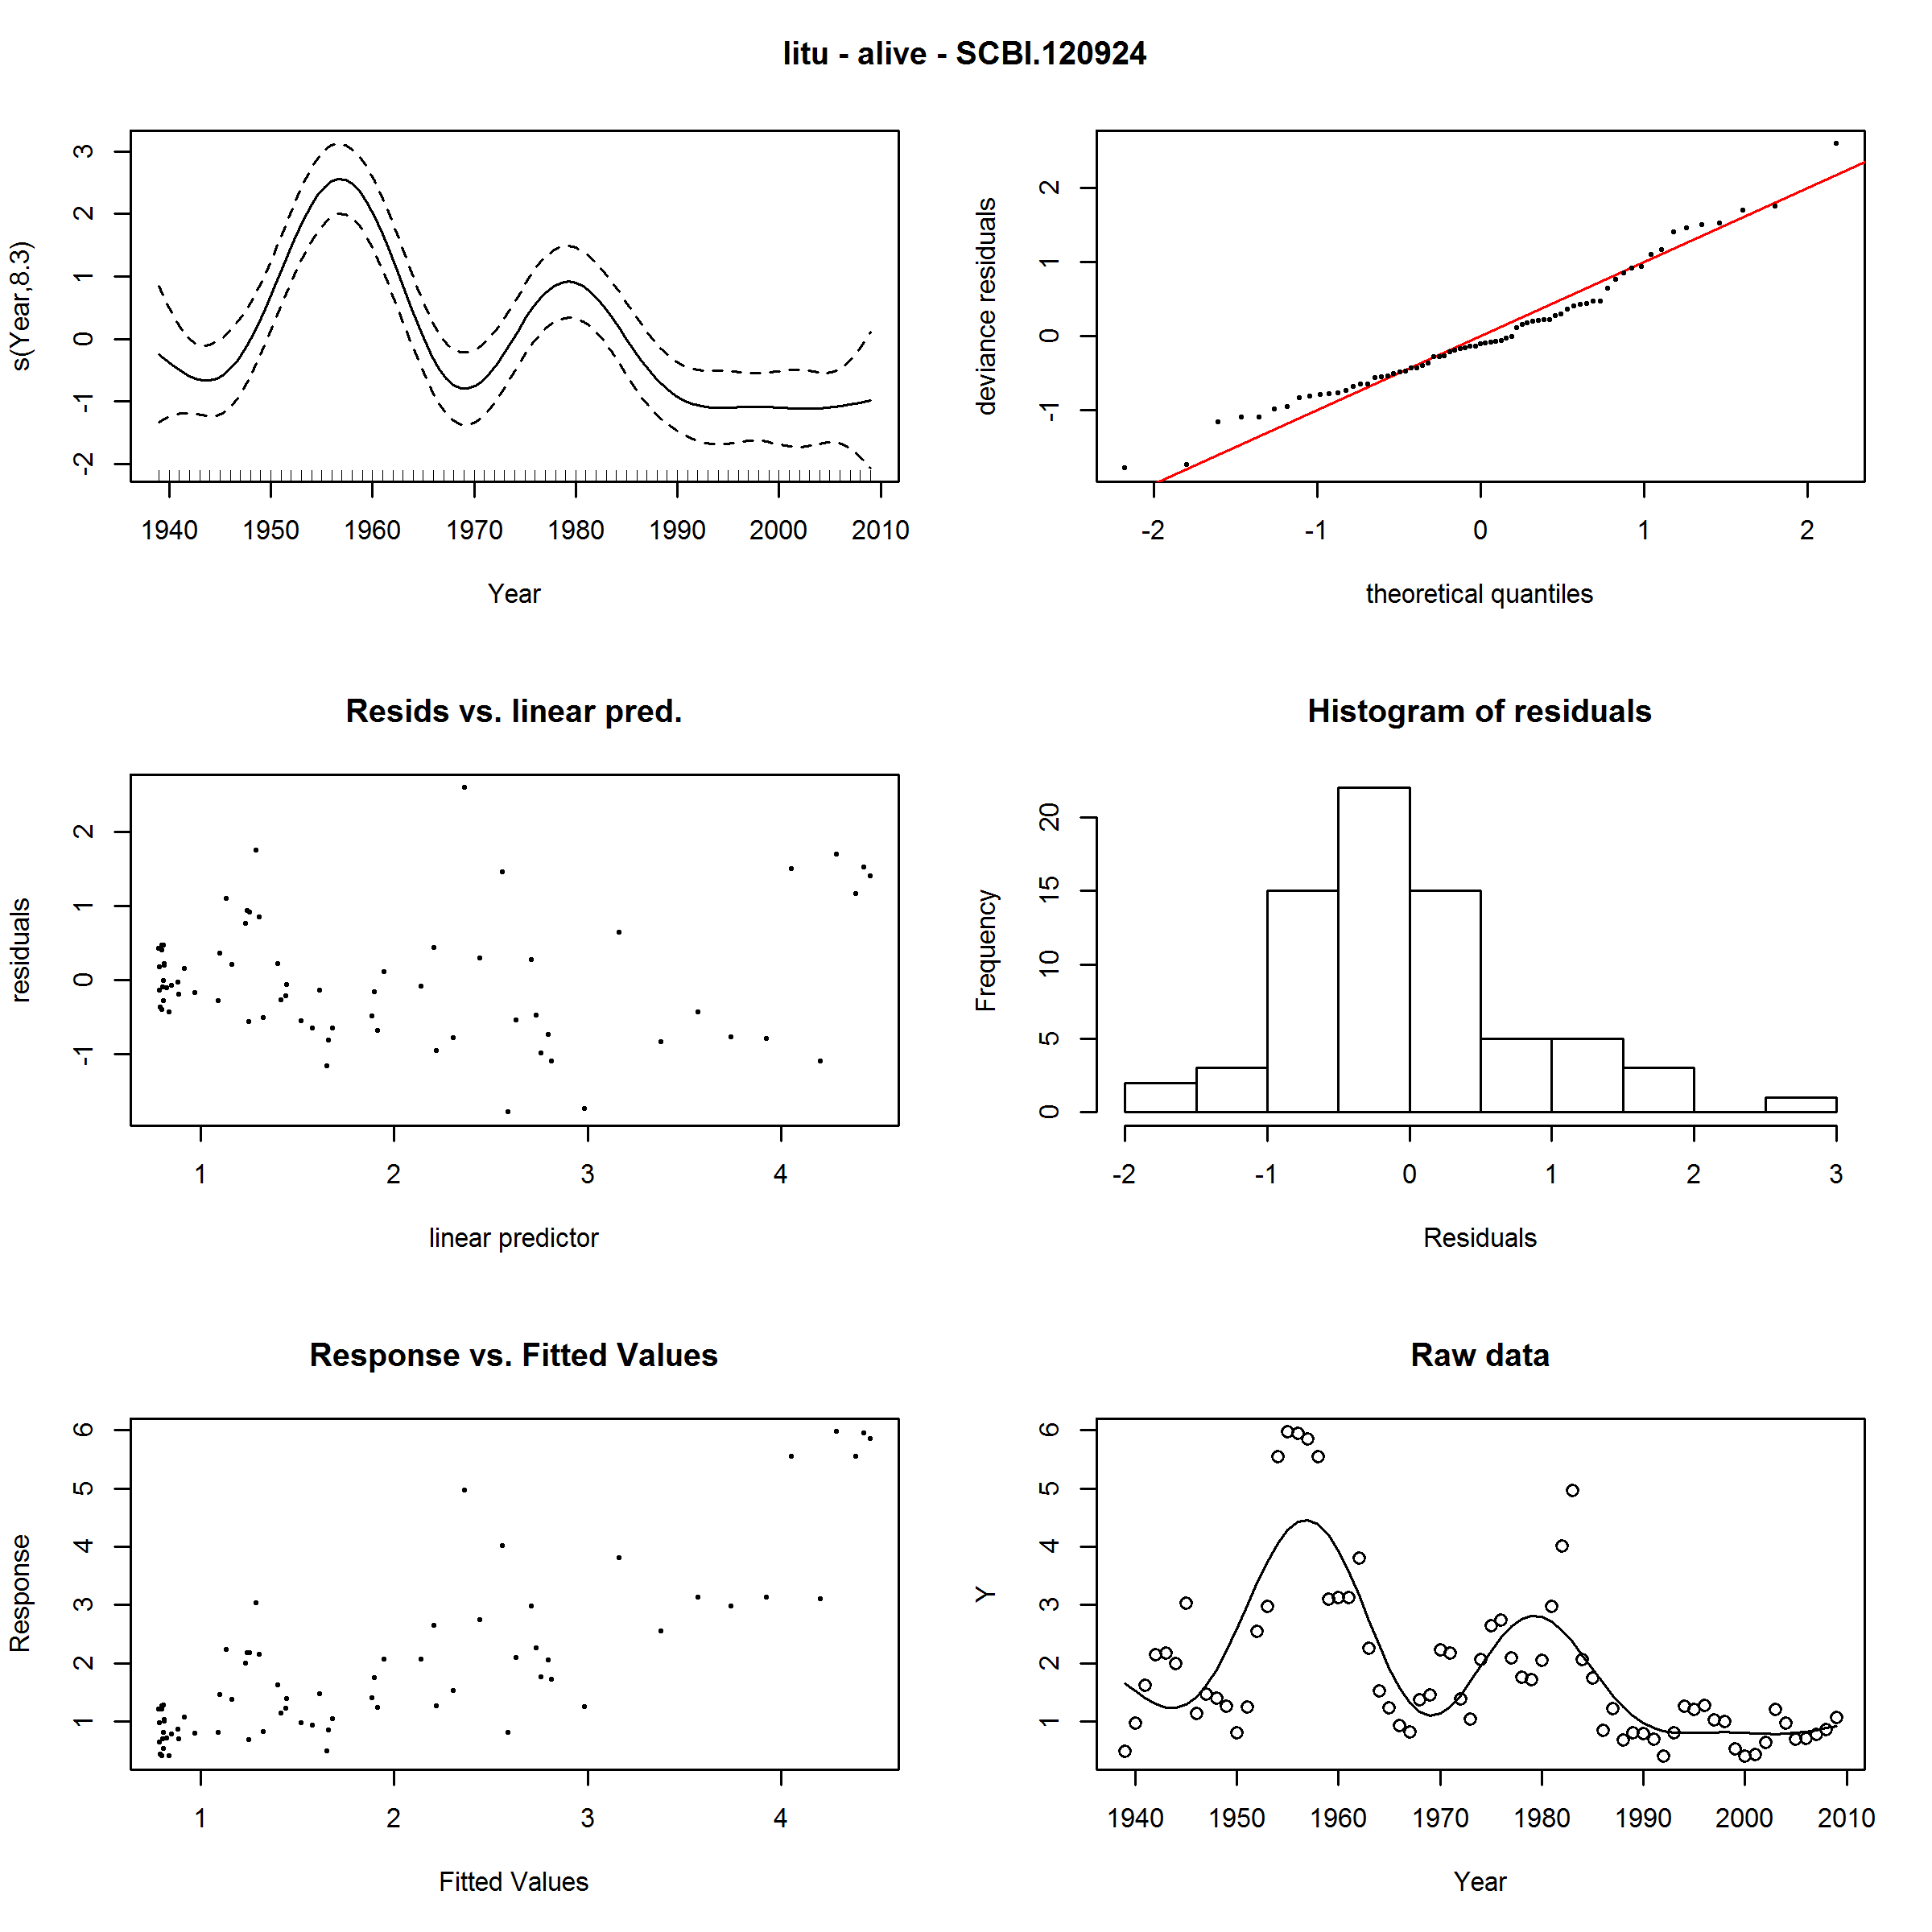 litu - alive - SCBI.120924
s(Year,8.3)
3
2
1
0
-1
-2
1940 1950 1960 1970 1980 1990 2000 2010
Year
deviance residuals
2
1
0
-1
-2 -1 0 1 2
theoretical quantiles
Resids vs. linear pred.
residuals
2
1
0
-1
1 2 3 4
linear predictor
Histogram of residuals
Frequency
20
15
10
5
0
-2 -1 0 1 2 3
Residuals
Response vs. Fitted Values
Response
6
5
4
3
2
1
1 2 3 4
Fitted Values
Raw data
Y
6
5
4
3
2
1
1940 1950 1960 1970 1980 1990 2000 2010
Year